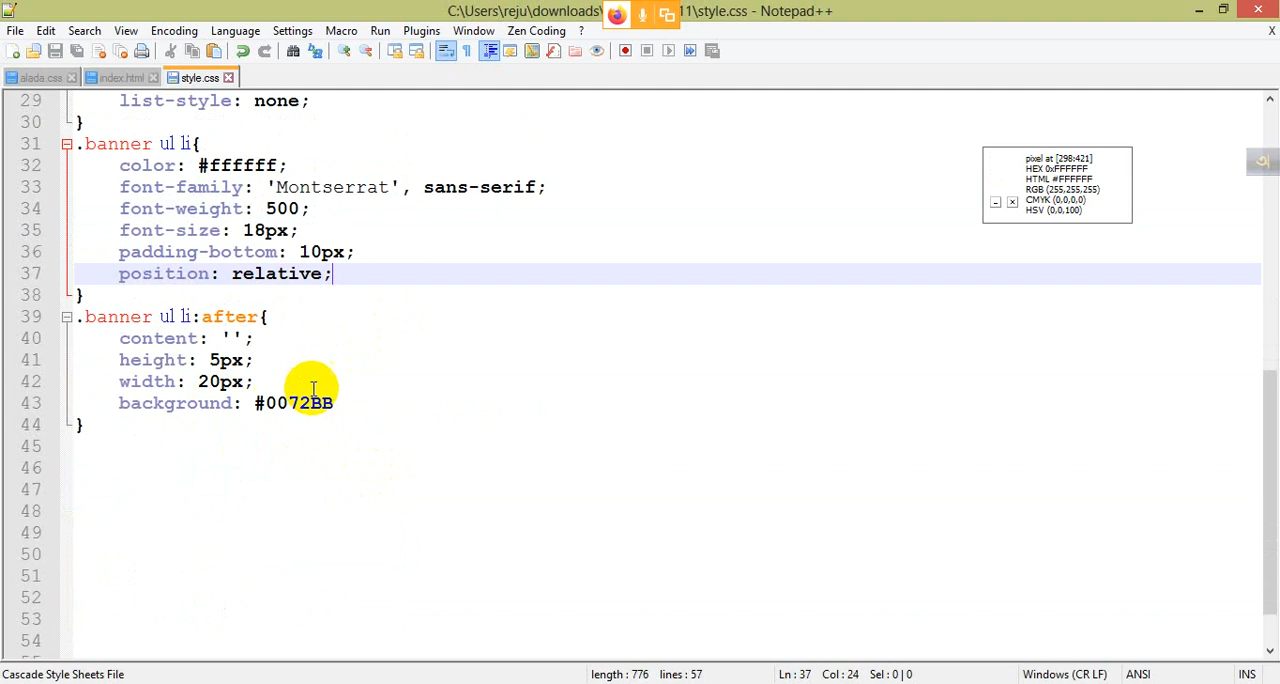 C:\Users\reju\downloads\ 11\style.css - Notepad++
File Edit Search View Encoding Language Settings Macro Run Plugins Window Zen Coding ? X
alada.css index.html style.css
29 list-style: none;
30 }
31 .banner ul li{
32 color: #ffffff;
33 font-family: 'Montserrat', sans-serif;
34 font-weight: 500;
35 font-size: 18px;
36 padding-bottom: 10px;
37 position: relative;
38 }
39 .banner ul li:after{
40 content: '';
41 height: 5px;
42 width: 20px;
43 background: #0072BB
44 }
45
46
47
48
49
50
51
52
53
54
pixel at [298:421]
HEX 0xFFFFFF
HTML #FFFFFF
RGB (255,255,255)
CMYK (0,0,0,0)
HSV (0,0,100)
Cascade Style Sheets File length : 776 lines : 57 Ln : 37 Col : 24 Sel : 0 | 0 Windows (CR LF) ANSI INS